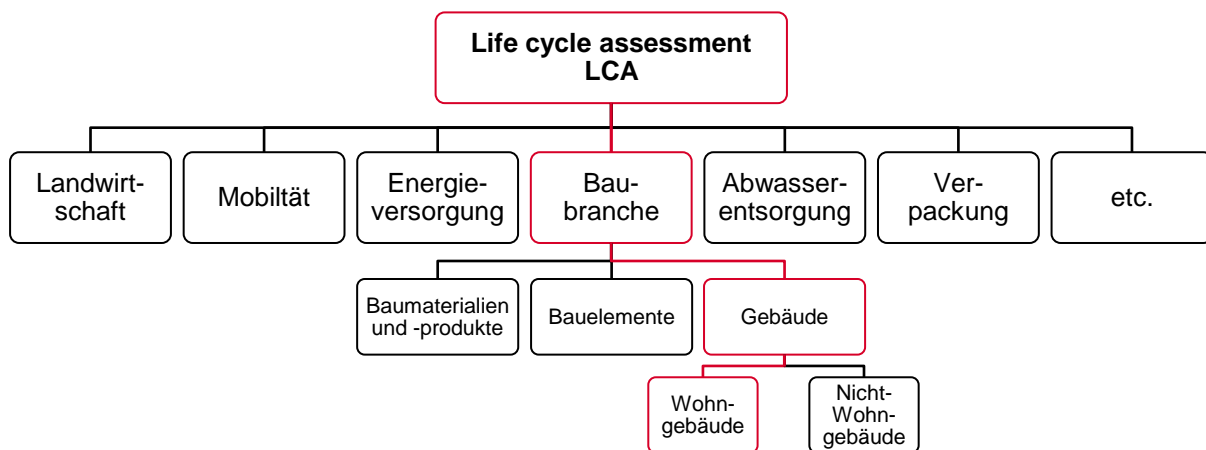 Life cycle assessment
LCA
Landwirt-
schaft
Mobiltät
Energie-
versorgung
Bau-
branche
Abwasser-
entsorgung
Ver-
packung
etc.
Baumaterialien
und -produkte
Bauelemente
Gebäude
Wohn-
gebäude
Nicht-
Wohn-
gebäude